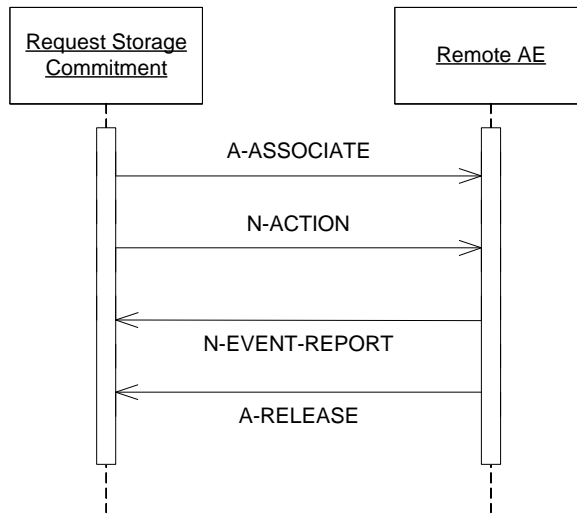 Request Storage
Commitment
Remote AE
A-ASSOCIATE
N-ACTION
N-EVENT-REPORT
A-RELEASE